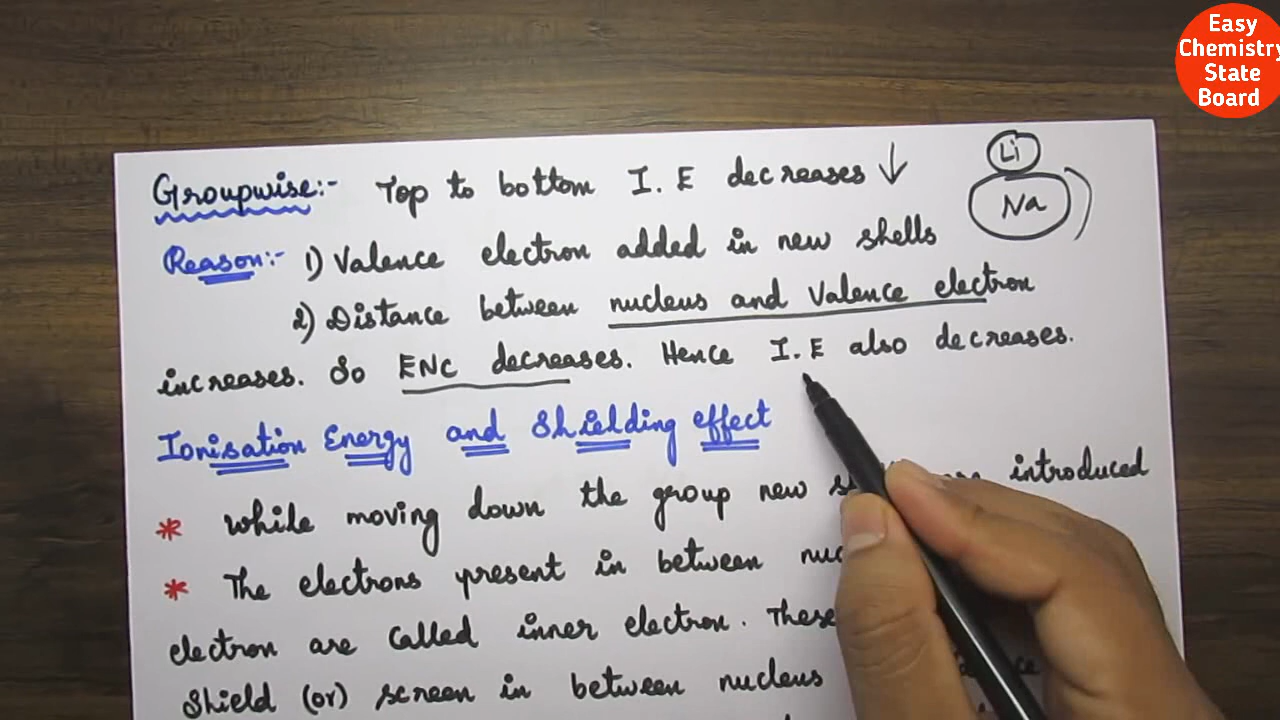 Easy
Chemistry
State
Board
Groupwise:- Top to bottom I.E decreases ↓
Li
Na
Reason:- 1) Valence electron added in new shells
2) Distance between nucleus and Valence electron
increases. So ENC decreases. Hence I.E also decreases.
Ionisation Energy and Shielding effect
* While moving down the group new introduced
* The electrons present in between
electron are called inner electron. These
Shield (or) screen in between nucleus